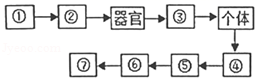 ① ② 器官 ③ 个体
⑦ ⑥ ⑤ ④